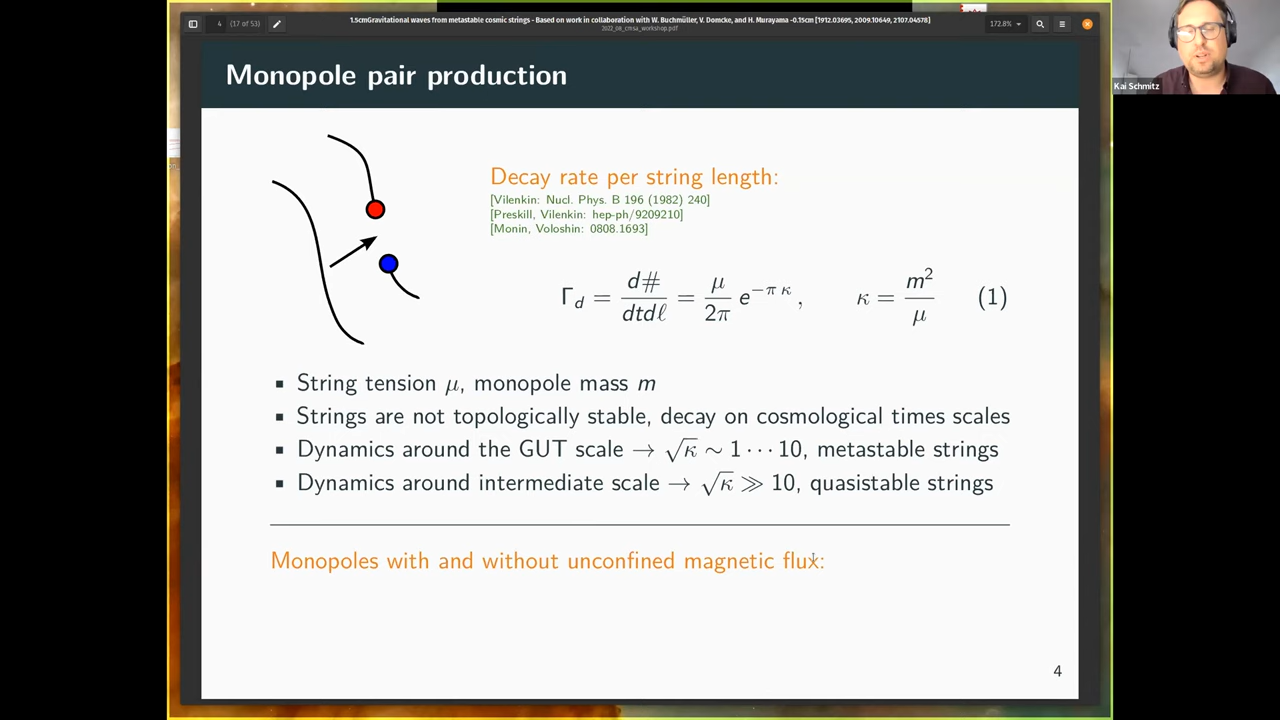 4 (17 of 53)
1.5cmGravitational waves from metastable cosmic strings - Based on work in collaboration with W. Buchmüller, V. Domcke, and H. Murayama -0.15cm [1912.03695, 2009.10649, 2107.04578]
2022_08_cmsa_workshop.pdf
172.8%
Kai Schmitz
Monopole pair production
Decay rate per string length:
[Vilenkin: Nucl. Phys. B 196 (1982) 240]
[Preskill, Vilenkin: hep-ph/9209210]
[Monin, Voloshin: 0808.1693]
Γ_d = d#/dtdℓ = μ/2π e^{−π κ} , κ = m²/μ (1)
▪ String tension μ, monopole mass m
▪ Strings are not topologically stable, decay on cosmological times scales
▪ Dynamics around the GUT scale → √κ ∼ 1 · · · 10, metastable strings
▪ Dynamics around intermediate scale → √κ ≫ 10, quasistable strings
Monopoles with and without unconfined magnetic flux:
4